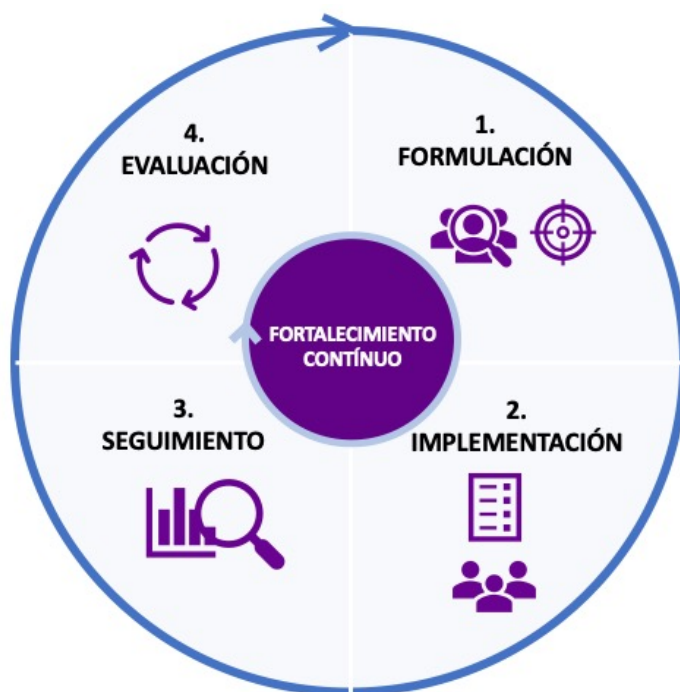 1.
FORMULACIÓN
2.
IMPLEMENTACIÓN
3.
SEGUIMIENTO
4.
EVALUACIÓN
FORTALECIMIENTO
CONTÍNUO